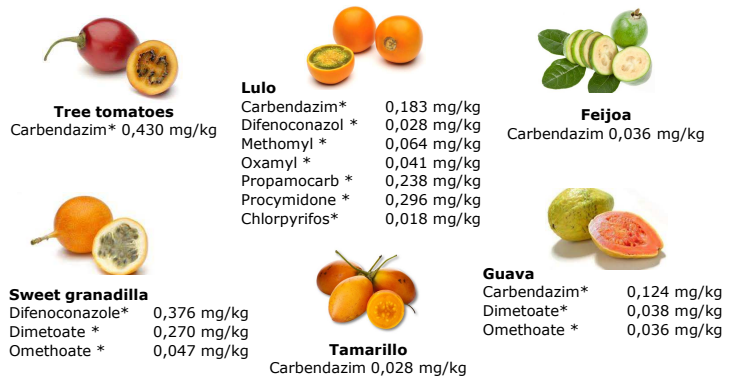 Tree tomatoes
Carbendazim* 0,430 mg/kg
Lulo
Carbendazim* 0,183 mg/kg
Difenoconazol * 0,028 mg/kg
Methomyl * 0,064 mg/kg
Oxamyl * 0,041 mg/kg
Propamocarb * 0,238 mg/kg
Procymidone * 0,296 mg/kg
Chlorpyrifos* 0,018 mg/kg
Feijoa
Carbendazim 0,036 mg/kg
Sweet granadilla
Difenoconazole* 0,376 mg/kg
Dimetoate * 0,270 mg/kg
Omethoate * 0,047 mg/kg
Tamarillo
Carbendazim 0,028 mg/kg
Guava
Carbendazim* 0,124 mg/kg
Dimetoate* 0,038 mg/kg
Omethoate * 0,036 mg/kg